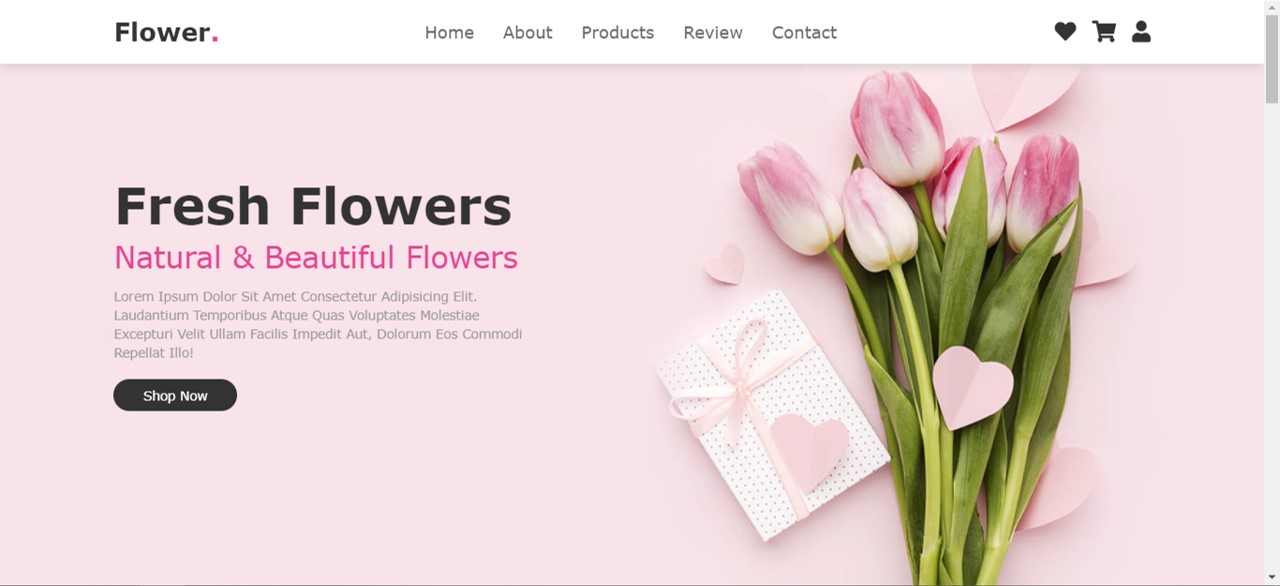 Flower.
Home About Products Review Contact
Fresh Flowers
Natural & Beautiful Flowers
Lorem Ipsum Dolor Sit Amet Consectetur Adipisicing Elit.
Laudantium Temporibus Atque Quas Voluptates Molestiae
Excepturi Velit Ullam Facilis Impedit Aut, Dolorum Eos Commodi
Repellat Illo!
Shop Now